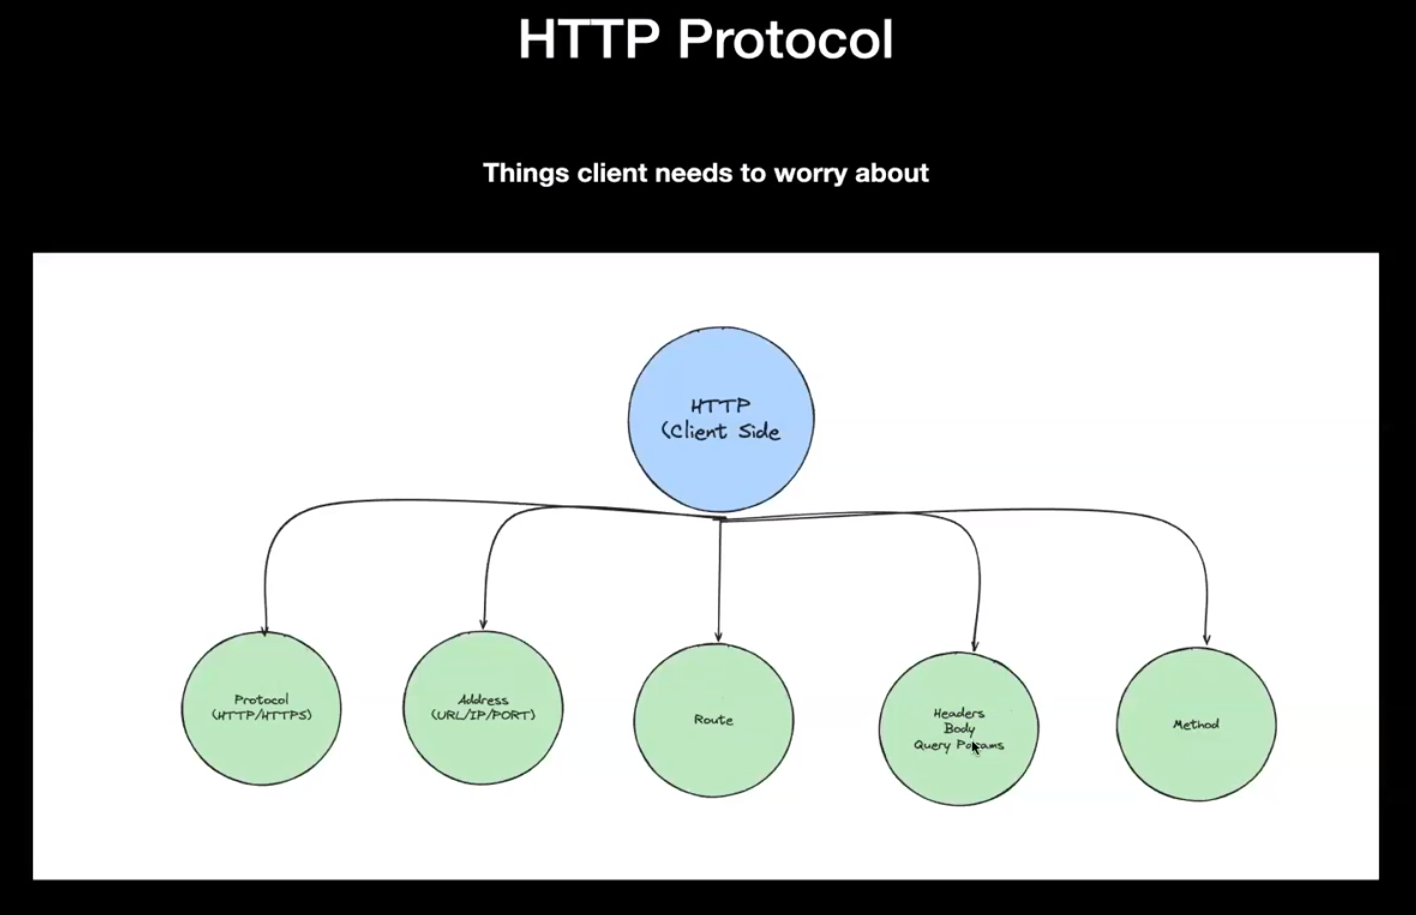 HTTP Protocol
Things client needs to worry about
HTTP
(Client Side
Protocol
(HTTP/HTTPS)
Address
(URL/IP/PORT)
Route
Headers
Body
Query Params
Method